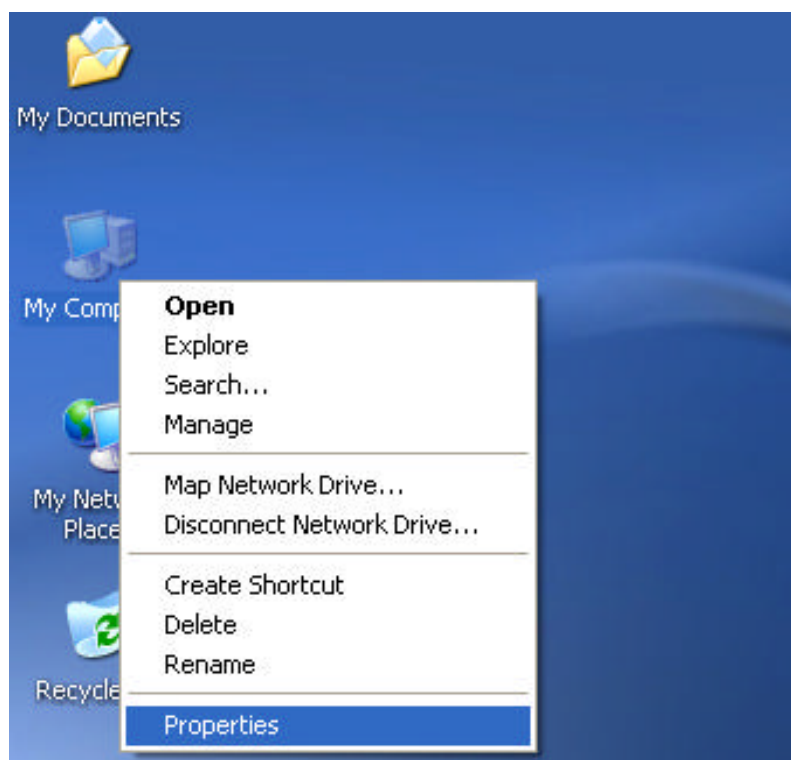 My Documents
My Comp
Open
Explore
Search...
Manage
My Netw
Place
Map Network Drive...
Disconnect Network Drive...
Create Shortcut
Delete
Rename
Recycle
Properties